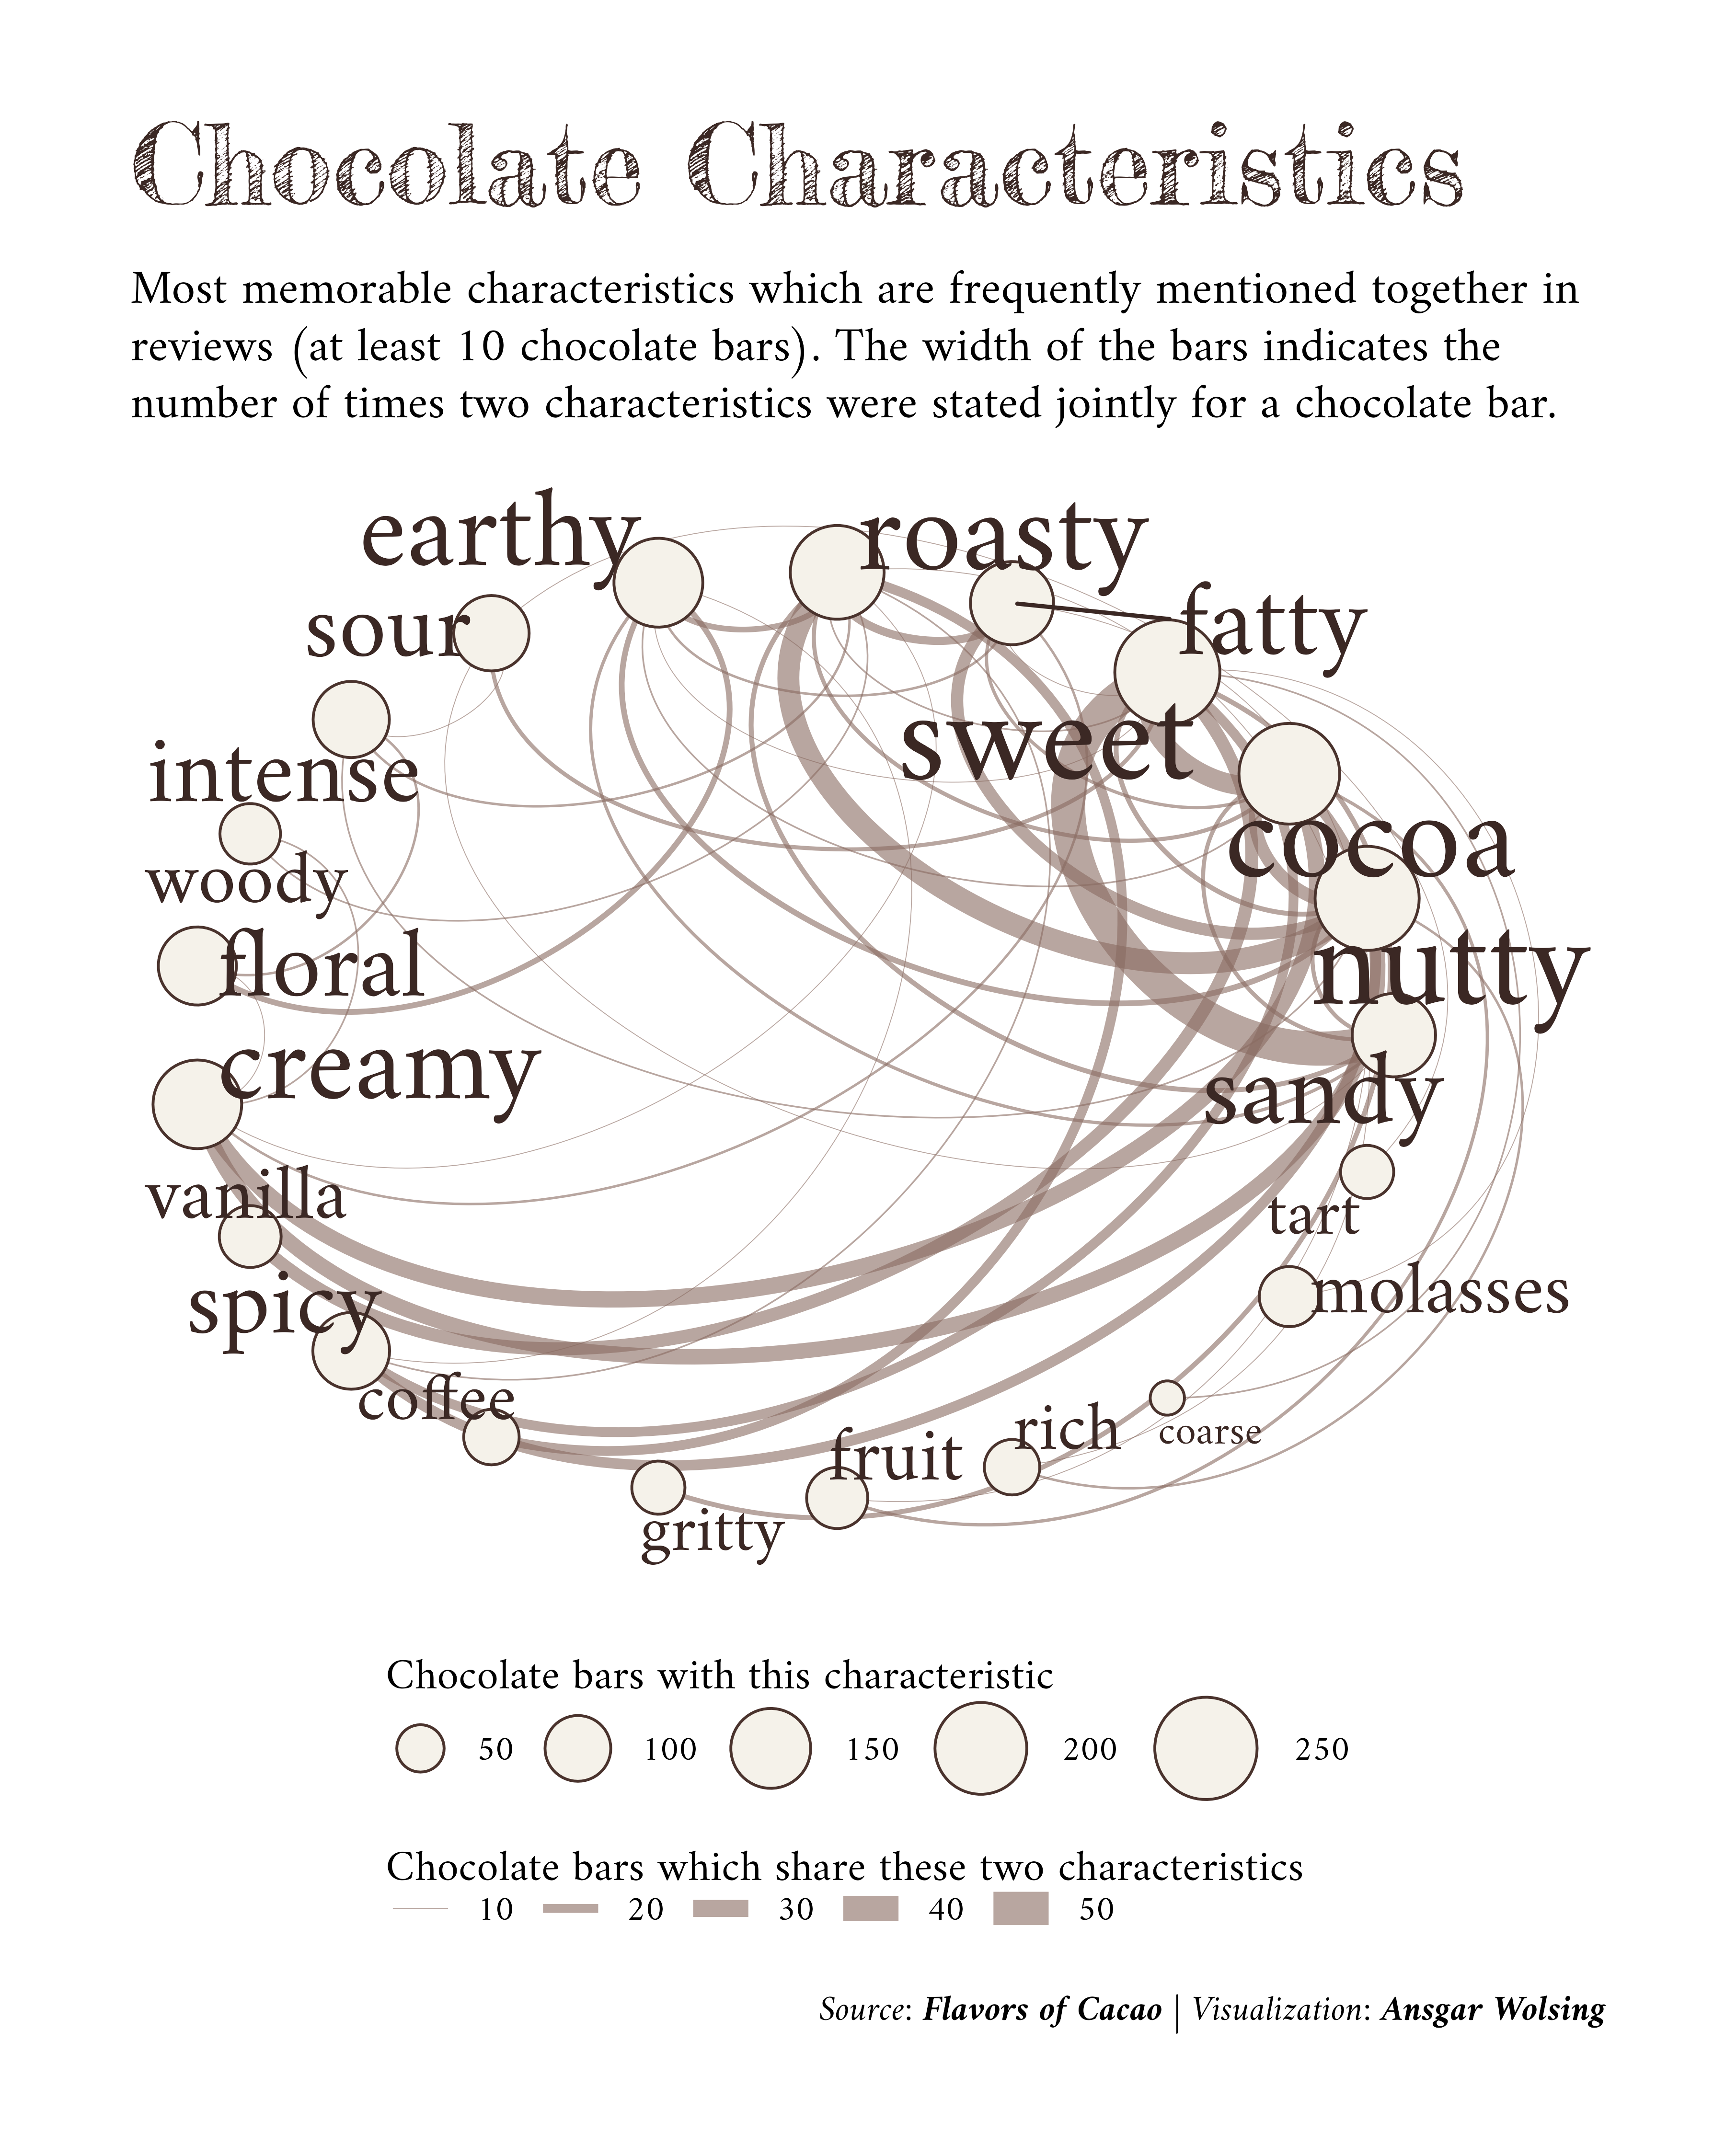 Chocolate Characteristics
Most memorable characteristics which are frequently mentioned together in
reviews (at least 10 chocolate bars). The width of the bars indicates the
number of times two characteristics were stated jointly for a chocolate bar.
earthy
roasty
sour
fatty
intense
sweet
woody
cocoa
floral
nutty
creamy
sandy
vanilla
tart
spicy
molasses
coffee
rich
coarse
fruit
gritty
Chocolate bars with this characteristic
50 100 150 200 250
Chocolate bars which share these two characteristics
10 20 30 40 50
Source: Flavors of Cacao | Visualization: Ansgar Wolsing